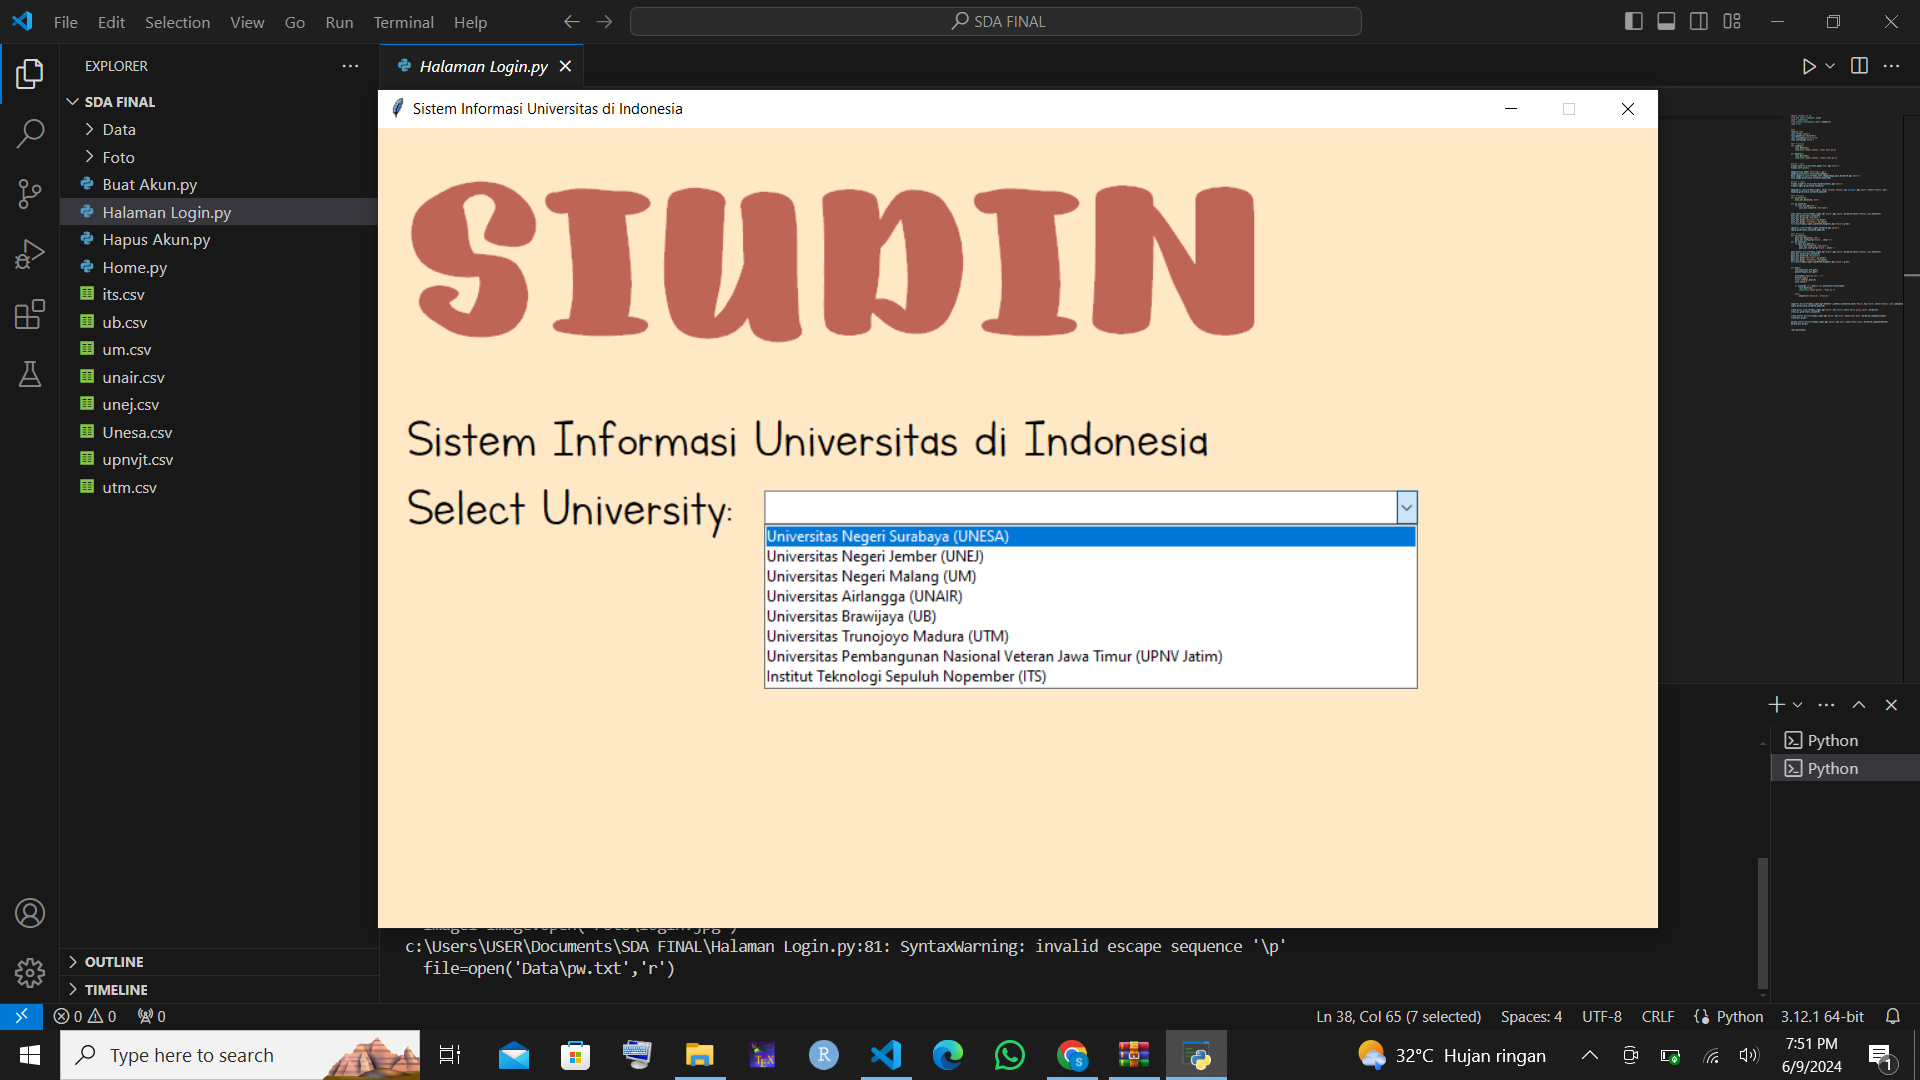 File Edit Selection View Go Run Terminal Help
SDA FINAL
EXPLORER
Halaman Login.py
SDA FINAL
Data
Foto
Buat Akun.py
Halaman Login.py
Hapus Akun.py
Home.py
its.csv
ub.csv
um.csv
unair.csv
unej.csv
Unesa.csv
upnvjt.csv
utm.csv
OUTLINE
TIMELINE
Sistem Informasi Universitas di Indonesia
SIUDIN
Sistem Informasi Universitas di Indonesia
Select University:
Universitas Negeri Surabaya (UNESA)
Universitas Negeri Jember (UNEJ)
Universitas Negeri Malang (UM)
Universitas Airlangga (UNAIR)
Universitas Brawijaya (UB)
Universitas Trunojoyo Madura (UTM)
Universitas Pembangunan Nasional Veteran Jawa Timur (UPNV Jatim)
Institut Teknologi Sepuluh Nopember (ITS)
Python
Python
c:\Users\USER\Documents\SDA FINAL\Halaman Login.py:81: SyntaxWarning: invalid escape sequence '\p'
file=open('Data\pw.txt','r')
0 0 0
Ln 38, Col 65 (7 selected) Spaces: 4 UTF-8 CRLF Python 3.12.1 64-bit
Type here to search
32°C Hujan ringan
7:51 PM
6/9/2024
1